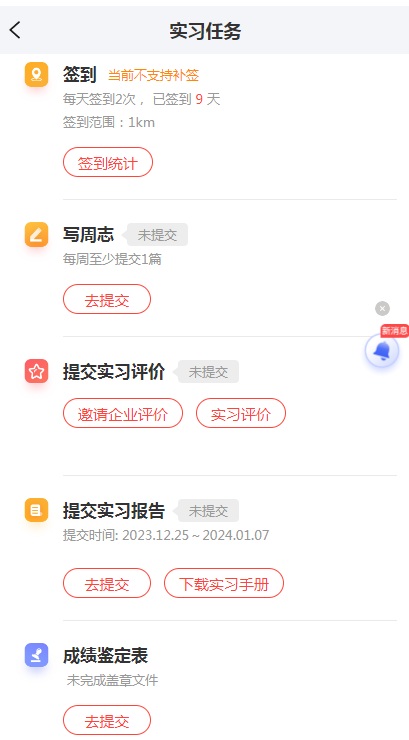 实习任务
签到 当前不支持补签
每天签到2次， 已签到 9 天
签到范围：1km
签到统计
写周志 未提交
每周至少提交1篇
去提交
新消息
提交实习评价 未提交
邀请企业评价 实习评价
提交实习报告 未提交
提交时间: 2023.12.25～2024.01.07
去提交 下载实习手册
成绩鉴定表
未完成盖章文件
去提交